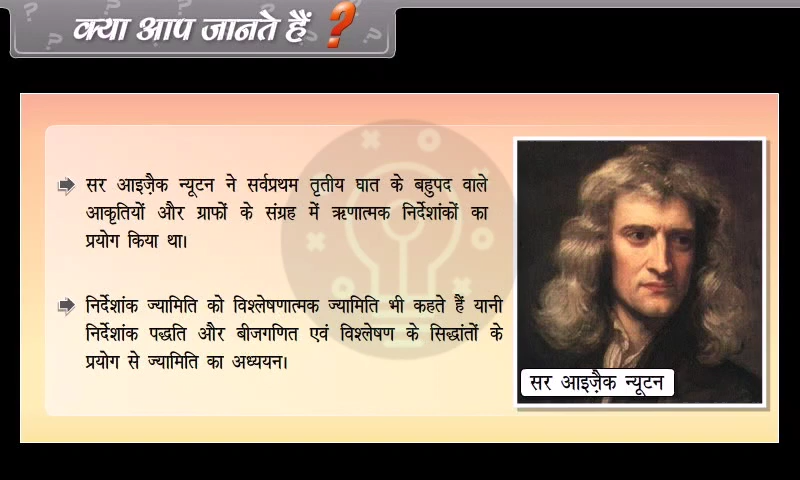 क्या आप जानते हैं ?
सर आइज़ैक न्यूटन ने सर्वप्रथम तृतीय घात के बहुपद वाले
आकृतियों और ग्राफों के संग्रह में ऋणात्मक निर्देशांकों का
प्रयोग किया था।
निर्देशांक ज्यामिति को विश्लेषणात्मक ज्यामिति भी कहते हैं यानी
निर्देशांक पद्धति और बीजगणित एवं विश्लेषण के सिद्धांतों के
प्रयोग से ज्यामिति का अध्ययन।
सर आइज़ैक न्यूटन